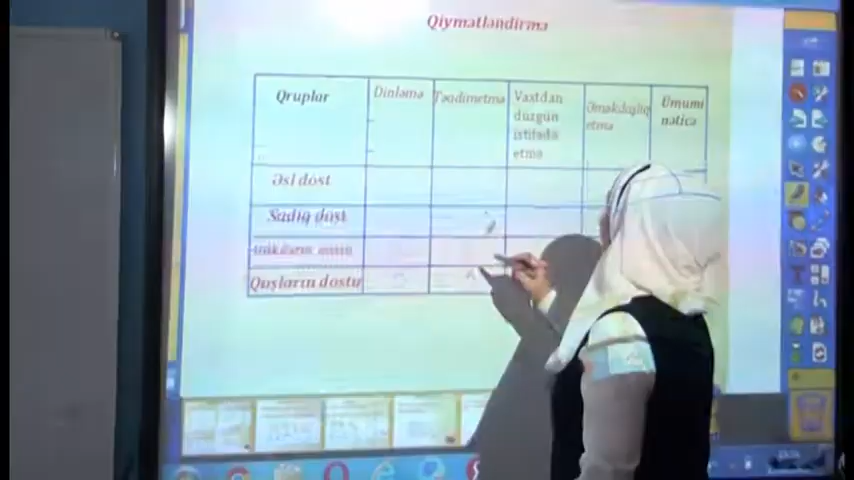 Qiymətləndirmə
Qruplar
Dinləmə
Təqdimetmə
Vaxtdan
düzgün
istifadə
etmə
Əməkdaşlıq
etmə
Ümumi
nəticə
Əsl dost
Sadiq dost
Quşların dostu